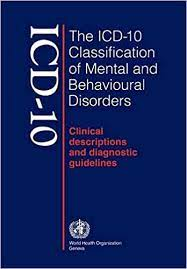 ICD-10
The ICD-10
Classification
of Mental and
Behavioural
Disorders
Clinical
descriptions
and diagnostic
guidelines
World Health Organization
Geneva